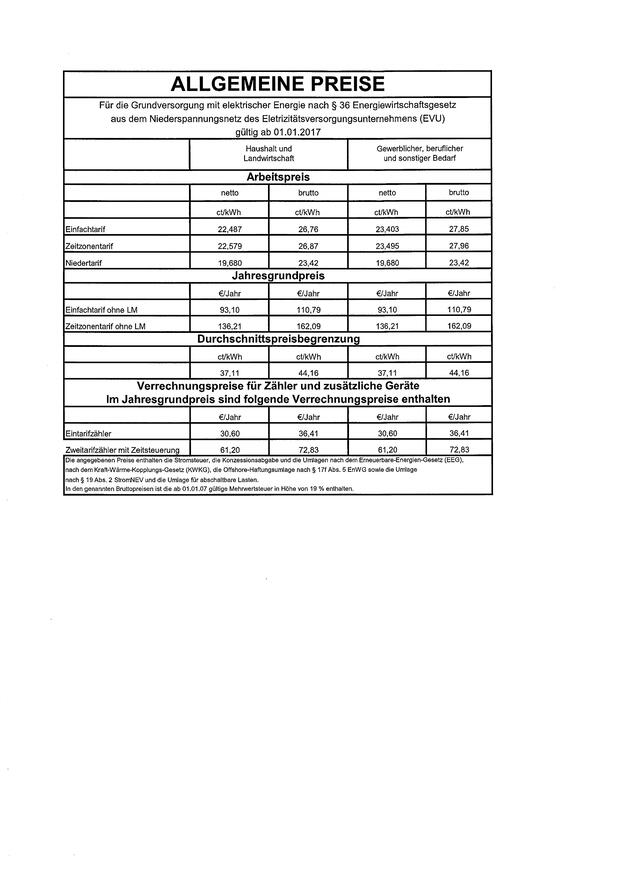 ALLGEMEINE PREISE
Für die Grundversorgung mit elektrischer Energie nach § 36 Energiewirtschaftsgesetz
aus dem Niederspannungsnetz des Eletrizitätsversorgungsunternehmens (EVU)
gültig ab 01.01.2017
Haushalt und Landwirtschaft Gewerblicher, beruflicher und sonstiger Bedarf
Arbeitspreis
netto brutto netto brutto
ct/kWh ct/kWh ct/kWh ct/kWh
Einfachtarif 22,487 26,76 23,403 27,85
Zeitzonentarif 22,579 26,87 23,495 27,96
Niedertarif 19,680 23,42 19,680 23,42
Jahresgrundpreis
€/Jahr €/Jahr €/Jahr €/Jahr
Einfachtarif ohne LM 93,10 110,79 93,10 110,79
Zeitzonentarif ohne LM 136,21 162,09 136,21 162,09
Durchschnittspreisbegrenzung
ct/kWh ct/kWh ct/kWh ct/kWh
37,11 44,16 37,11 44,16
Verrechnungspreise für Zähler und zusätzliche Geräte
Im Jahresgrundpreis sind folgende Verrechnungspreise enthalten
€/Jahr €/Jahr €/Jahr €/Jahr
Eintarifzähler 30,60 36,41 30,60 36,41
Zweitarifzähler mit Zeitsteuerung 61,20 72,83 61,20 72,83
Die angegebenen Preise enthalten die Stromsteuer, die Konzessionsabgabe und die Umlagen nach dem Erneuerbare-Energien-Gesetz (EEG),
nach dem Kraft-Wärme-Kopplungs-Gesetz (KWKG), die Offshore-Haftungsumlage nach § 17f Abs. 5 EnWG sowie die Umlage
nach § 19 Abs. 2 StromNEV und die Umlage für abschaltbare Lasten.
In den genannten Bruttopreisen ist die ab 01.01.07 gültige Mehrwertsteuer in Höhe von 19 % enthalten.